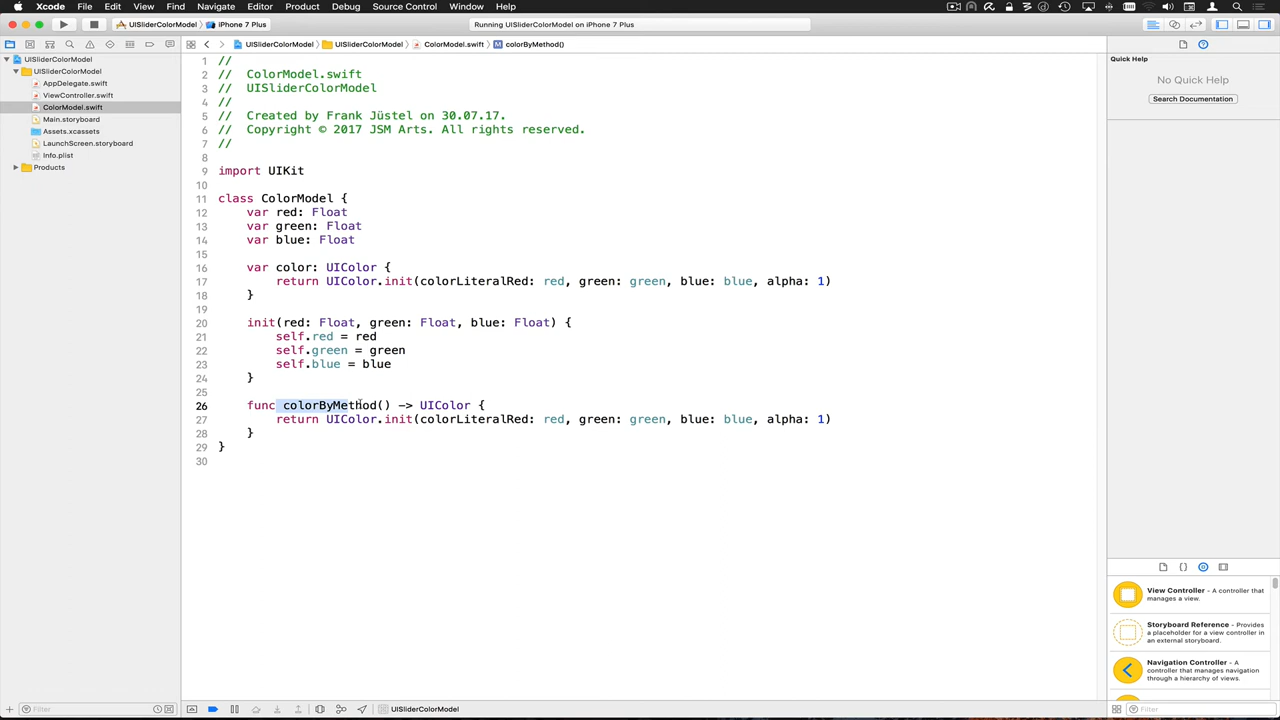 Xcode File Edit View Find Navigate Editor Product Debug Source Control Window Help
UISliderColorModel iPhone 7 Plus
Running UISliderColorModel on iPhone 7 Plus
UISliderColorModel UISliderColorModel ColorModel.swift M colorByMethod()
UISliderColorModel
UISliderColorModel
AppDelegate.swift
ViewController.swift
ColorModel.swift
Main.storyboard
Assets.xcassets
LaunchScreen.storyboard
Info.plist
Products
Filter
1 //
2 // ColorModel.swift
3 // UISliderColorModel
4 //
5 // Created by Frank Jüstel on 30.07.17.
6 // Copyright © 2017 JSM Arts. All rights reserved.
7 //
8
9 import UIKit
10
11 class ColorModel {
12 var red: Float
13 var green: Float
14 var blue: Float
15
16 var color: UIColor {
17 return UIColor.init(colorLiteralRed: red, green: green, blue: blue, alpha: 1)
18 }
19
20 init(red: Float, green: Float, blue: Float) {
21 self.red = red
22 self.green = green
23 self.blue = blue
24 }
25
26 func colorByMethod() -> UIColor {
27 return UIColor.init(colorLiteralRed: red, green: green, blue: blue, alpha: 1)
28 }
29 }
30
UISliderColorModel
Quick Help
No Quick Help
Search Documentation
View Controller - A controller that
manages a view.
Storyboard Reference - Provides
a placeholder for a view controller in
an external storyboard.
Navigation Controller - A
controller that manages navigation
through a hierarchy of views.
Filter